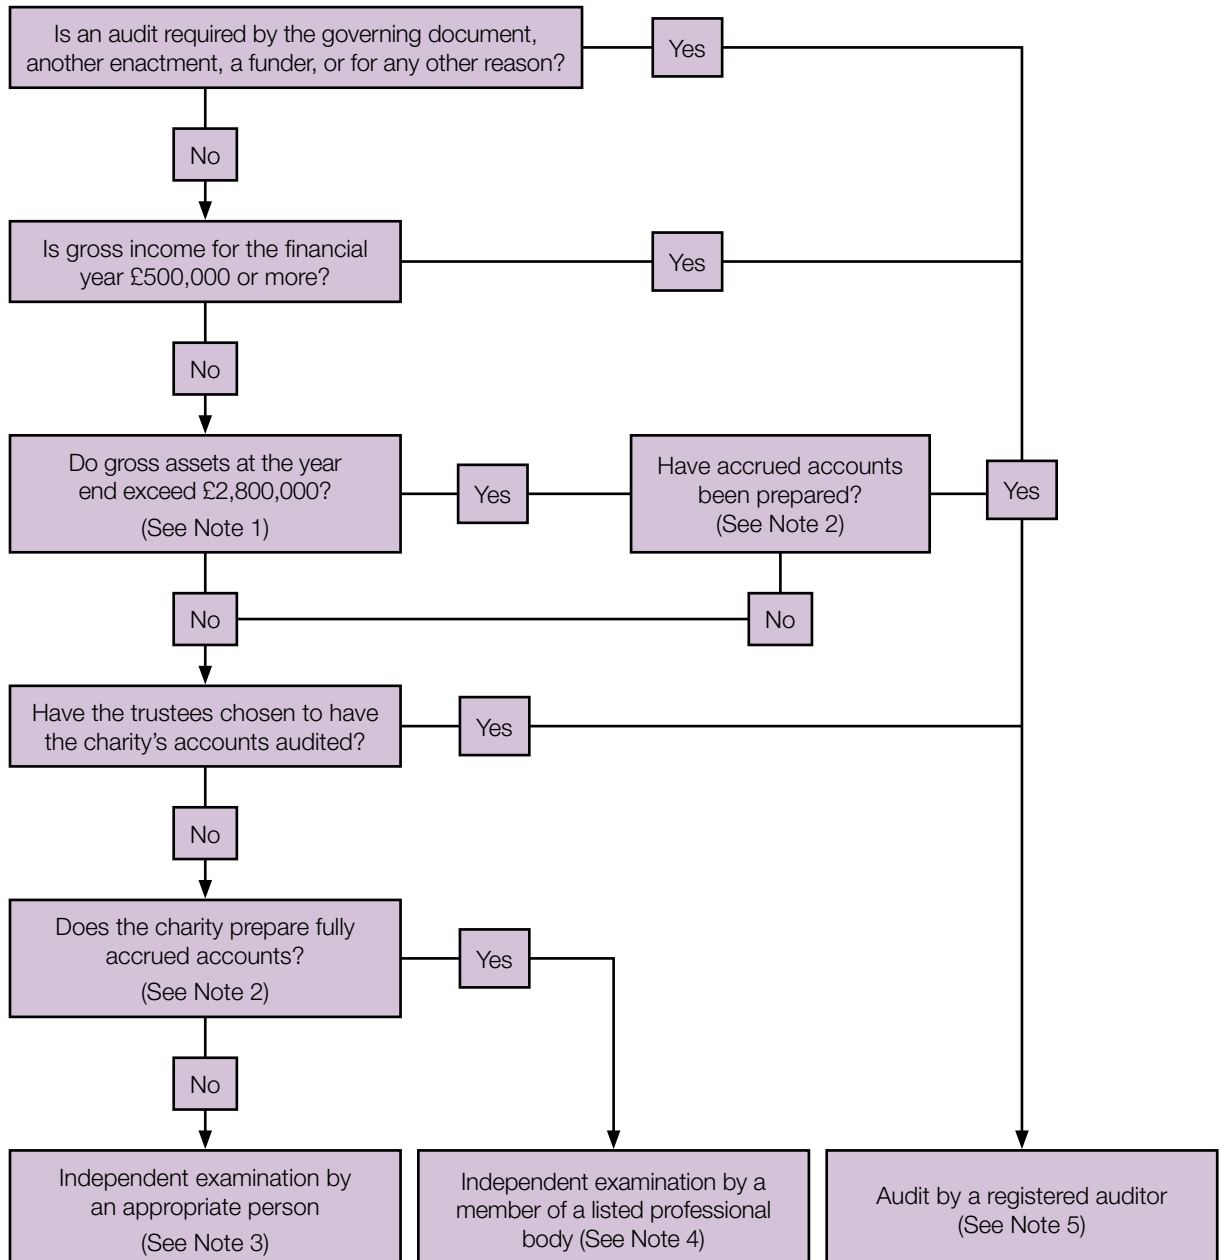 Is an audit required by the governing document,
another enactment, a funder, or for any other reason?
Yes
No
Is gross income for the financial
year £500,000 or more?
Yes
No
Do gross assets at the year
end exceed £2,800,000?
(See Note 1)
Yes
Have accrued accounts
been prepared?
(See Note 2)
Yes
No
No
Have the trustees chosen to have
the charity’s accounts audited?
Yes
No
Does the charity prepare fully
accrued accounts?
(See Note 2)
Yes
No
Independent examination by
an appropriate person
(See Note 3)
Independent examination by a
member of a listed professional
body (See Note 4)
Audit by a registered auditor
(See Note 5)